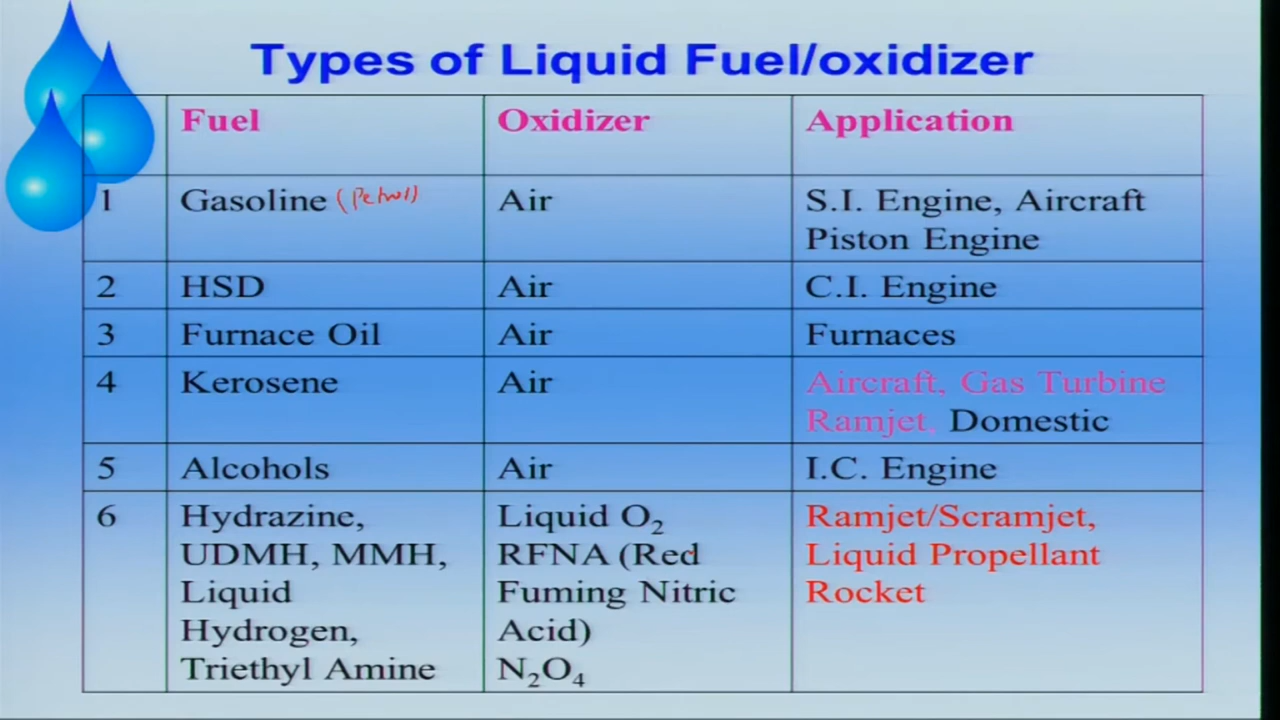 Types of Liquid Fuel/oxidizer
Fuel Oxidizer Application
1 Gasoline (Petrol) Air S.I. Engine, Aircraft
Piston Engine
2 HSD Air C.I. Engine
3 Furnace Oil Air Furnaces
4 Kerosene Air Aircraft, Gas Turbine
Ramjet, Domestic
5 Alcohols Air I.C. Engine
6 Hydrazine, Liquid O₂ Ramjet/Scramjet,
UDMH, MMH, RFNA (Red Liquid Propellant
Liquid Fuming Nitric Rocket
Hydrogen, Acid)
Triethyl Amine N₂O₄